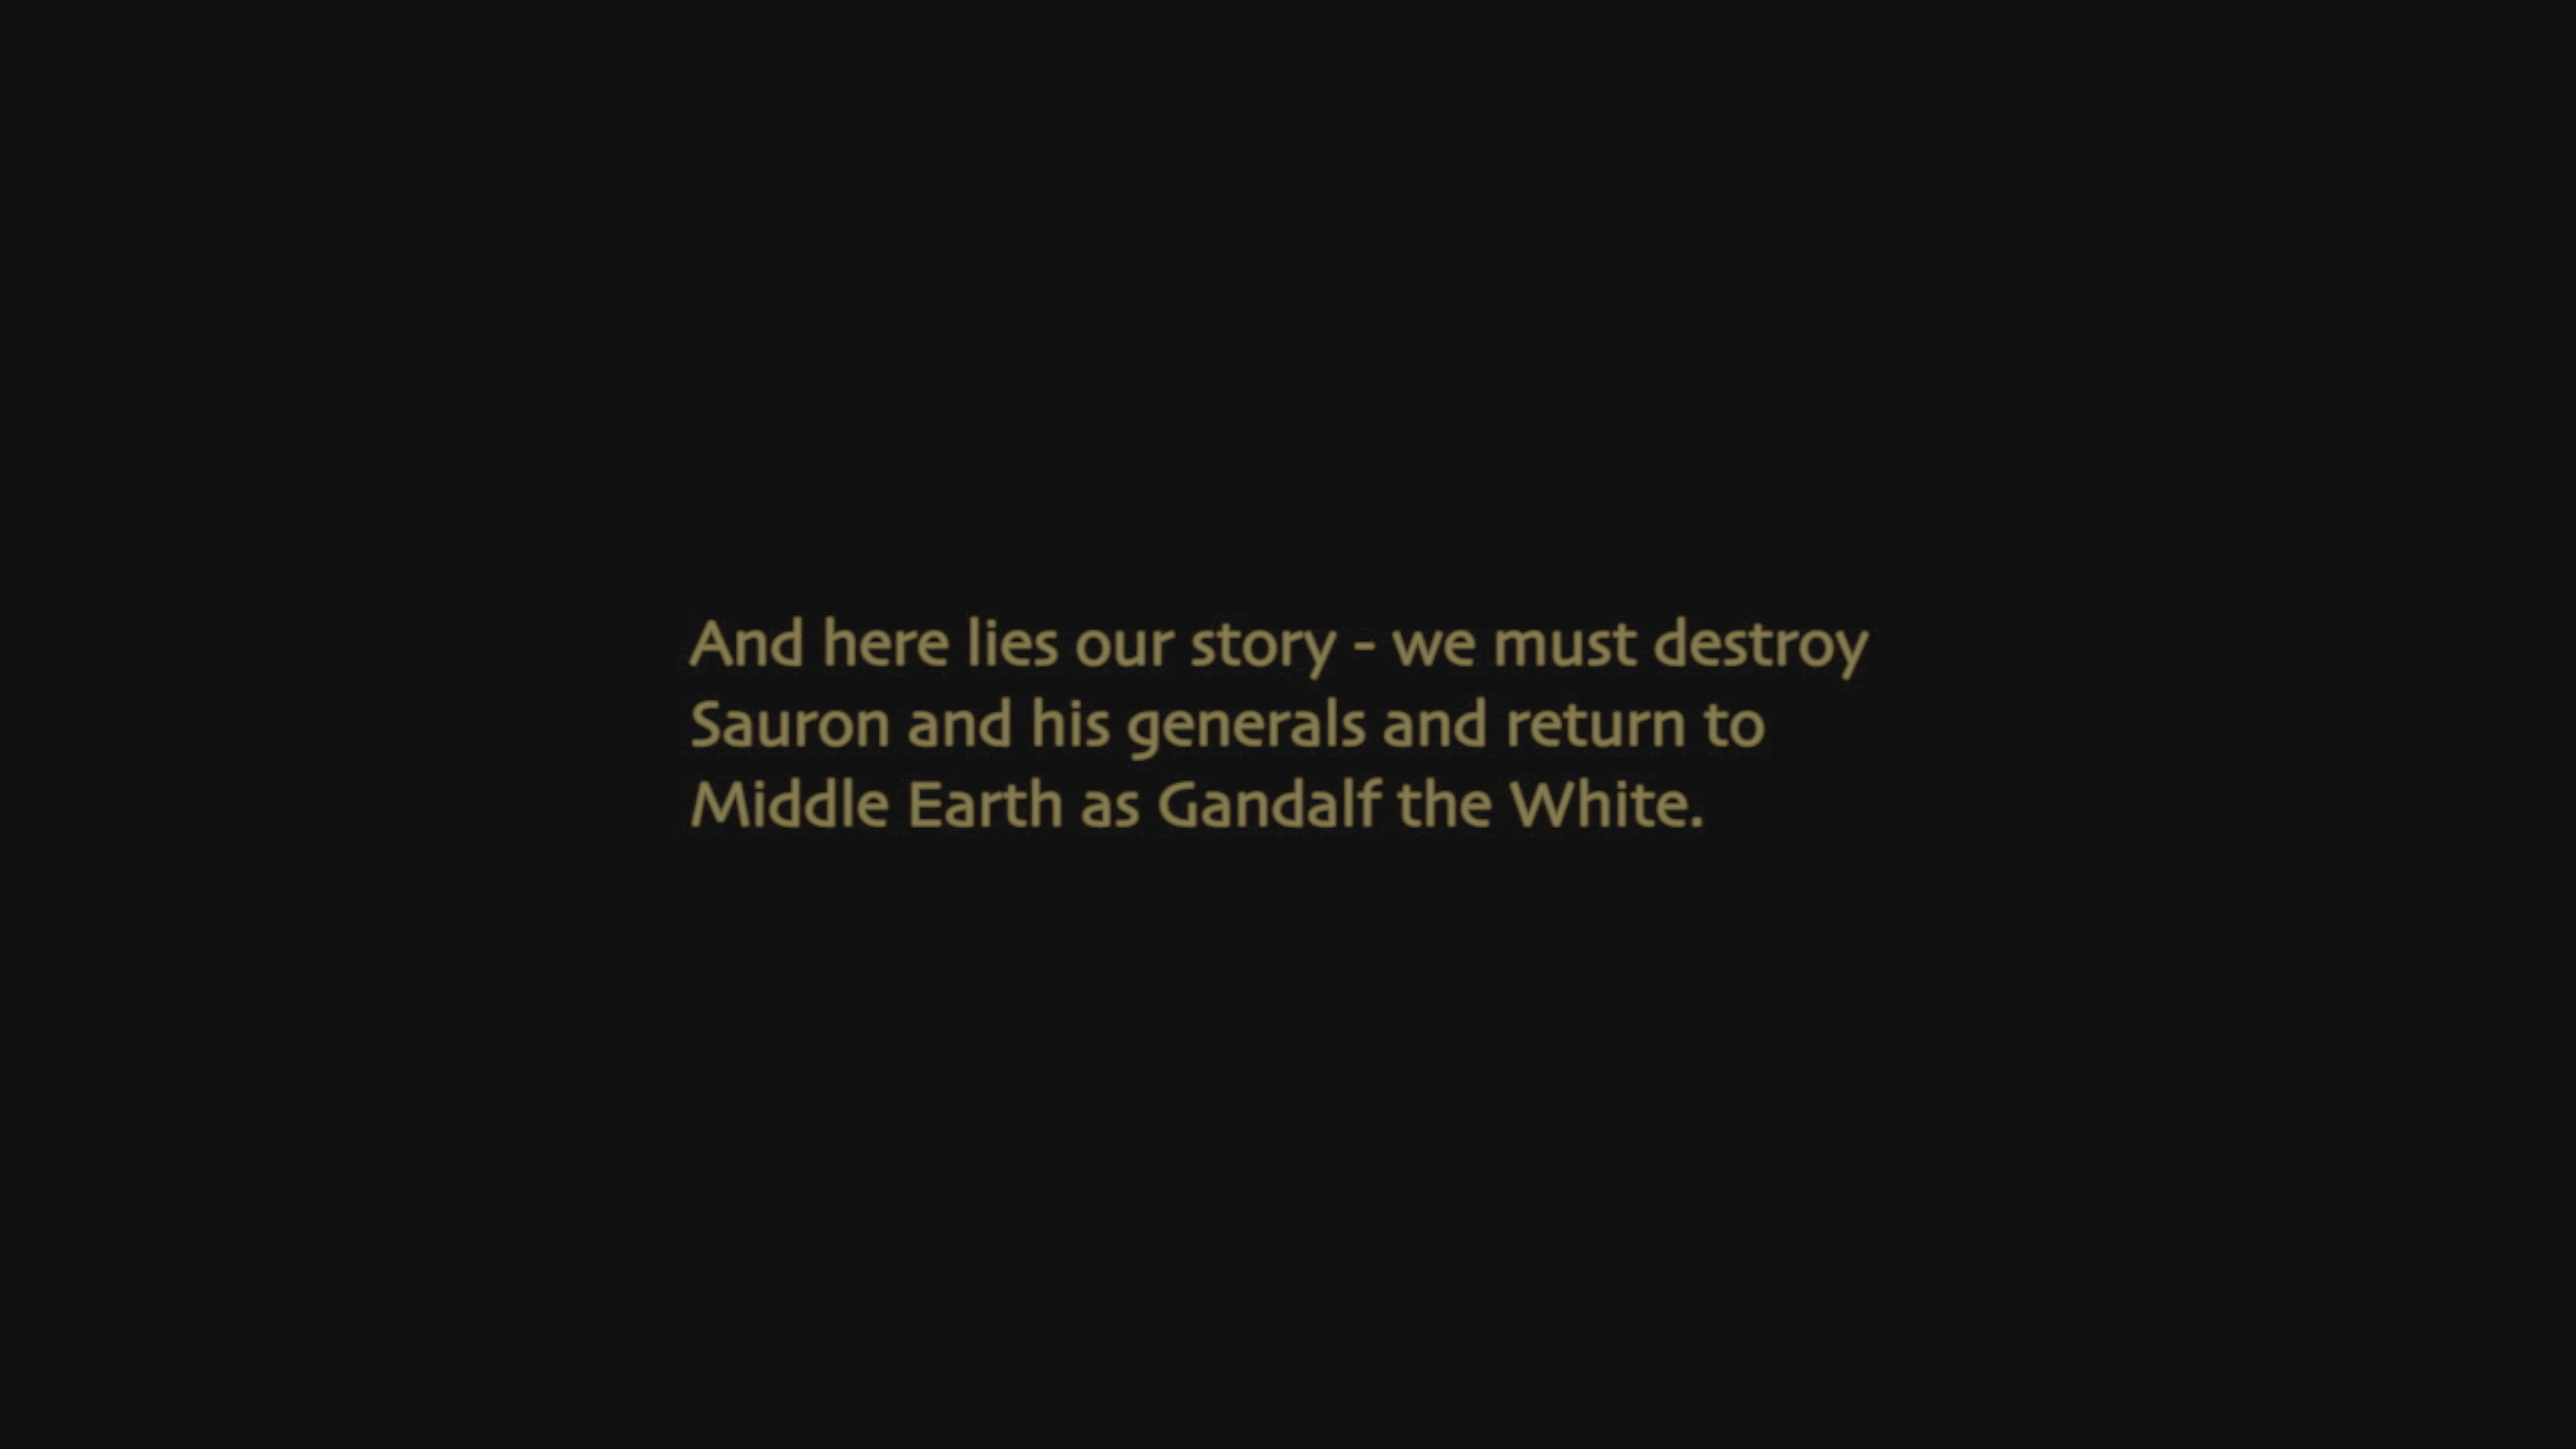 And here lies our story - we must destroy
Sauron and his generals and return to
Middle Earth as Gandalf the White.